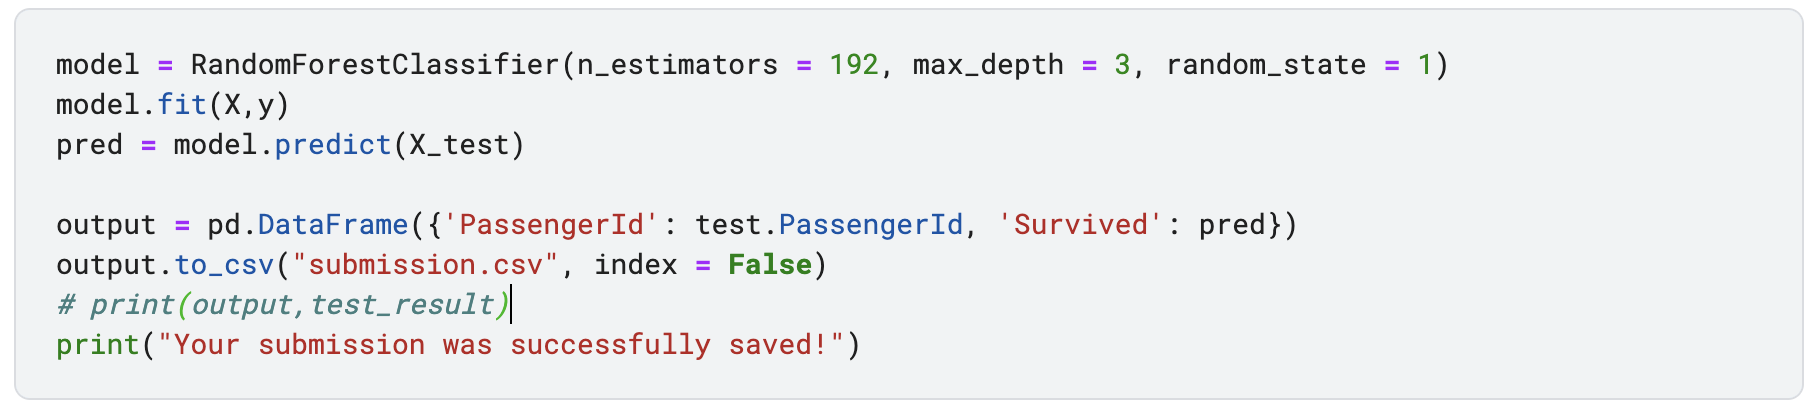 model = RandomForestClassifier(n_estimators = 192, max_depth = 3, random_state = 1)
model.fit(X,y)
pred = model.predict(X_test)
output = pd.DataFrame({'PassengerId': test.PassengerId, 'Survived': pred})
output.to_csv("submission.csv", index = False)
# print(output,test_result)
print("Your submission was successfully saved!")